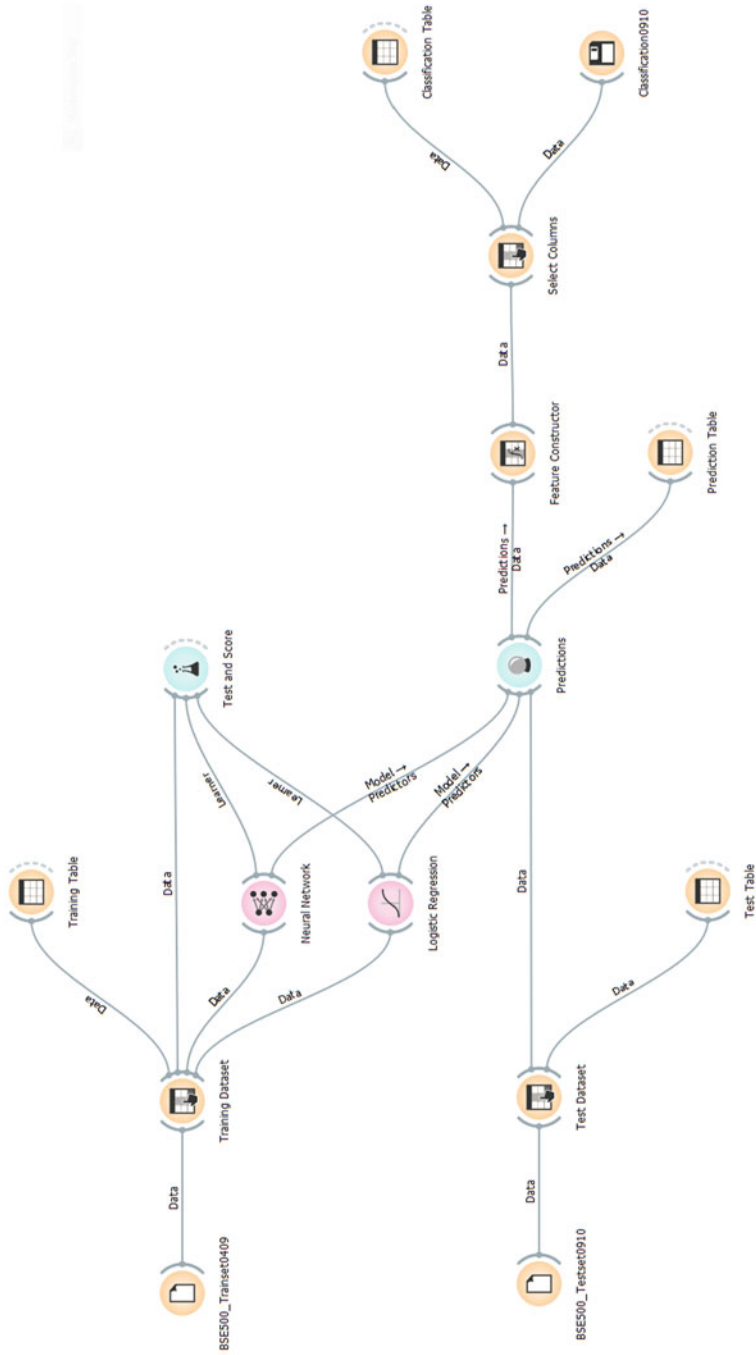 Training Table
Data
Test and Score
Data
BSE500_Trainset0409
Data
Training Dataset
Data
Neural Network
Learner
Data
Logistic Regression
Learner
Model →
Predictors
Model →
Predictors
Classification Table
Data
Predictions →
Data
Feature Constructor
Data
Select Columns
Data
Classification0910
BSE500_Testset0910
Data
Test Dataset
Data
Predictions
Predictions →
Data
Prediction Table
Data
Test Table